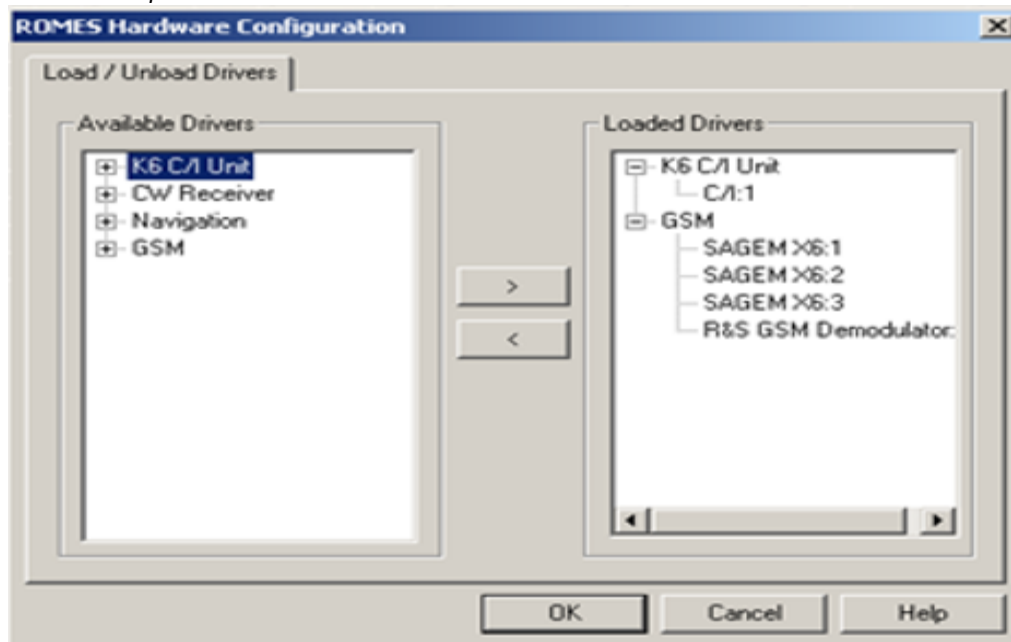 ROMES Hardware Configuration
Load / Unload Drivers
Available Drivers
K6 C/I Unit
CW Receiver
Navigation
GSM
>
<
Loaded Drivers
K6 C/I Unit
C/I:1
GSM
SAGEM X6:1
SAGEM X6:2
SAGEM X6:3
R&S GSM Demodulator:
OK
Cancel
Help